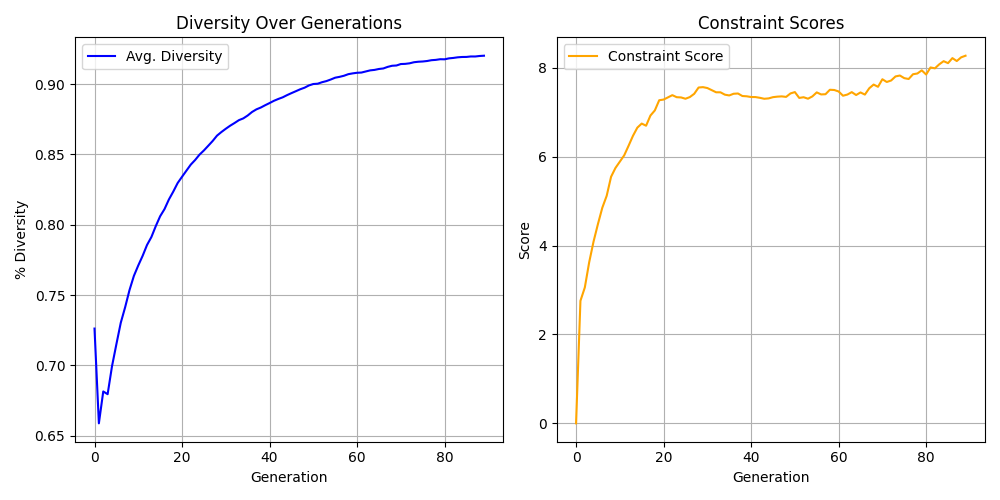 Diversity Over Generations
Avg. Diversity
% Diversity
0.90
0.85
0.80
0.75
0.70
0.65
0
20
40
60
80
Generation
Constraint Scores
Constraint Score
Score
8
6
4
2
0
0
20
40
60
80
Generation